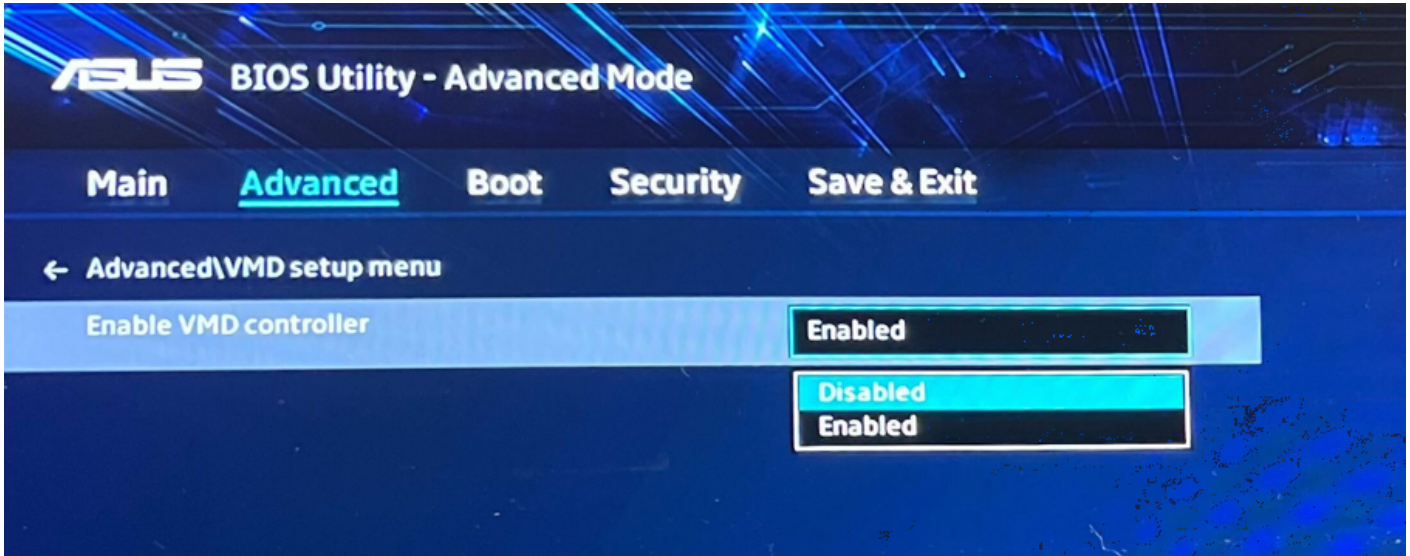 ASUS BIOS Utility - Advanced Mode
Main Advanced Boot Security Save & Exit
← Advanced\VMD setup menu
Enable VMD controller Enabled
Disabled
Enabled